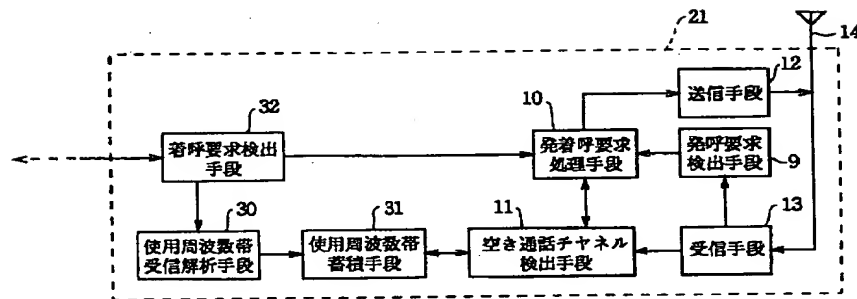 21
14
12
送信手段
32
着呼要求検出
手段
10
発着呼要求
処理手段
発呼要求
検出手段
9
30
使用周波数帯
受信解析手段
31
使用周波数帯
蓄積手段
11
空き通話チャネル
検出手段
13
受信手段